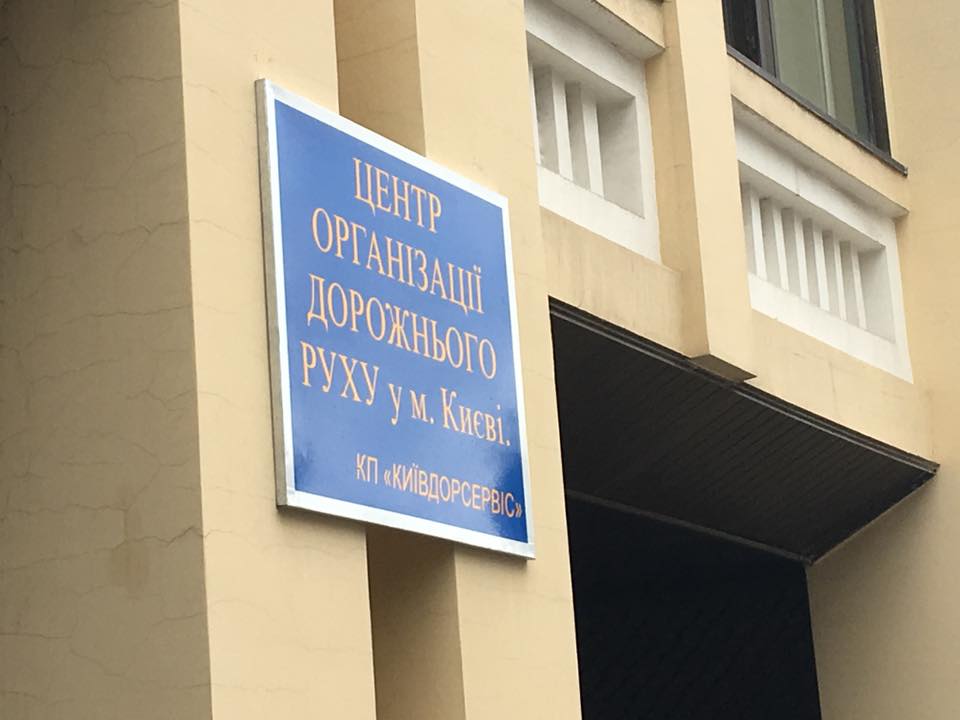 ЦЕНТР
ОРГАНІЗАЦІЇ
ДОРОЖНЬОГО
РУХУ у м. Києві.
КП «КИЇВДОРСЕРВІС»